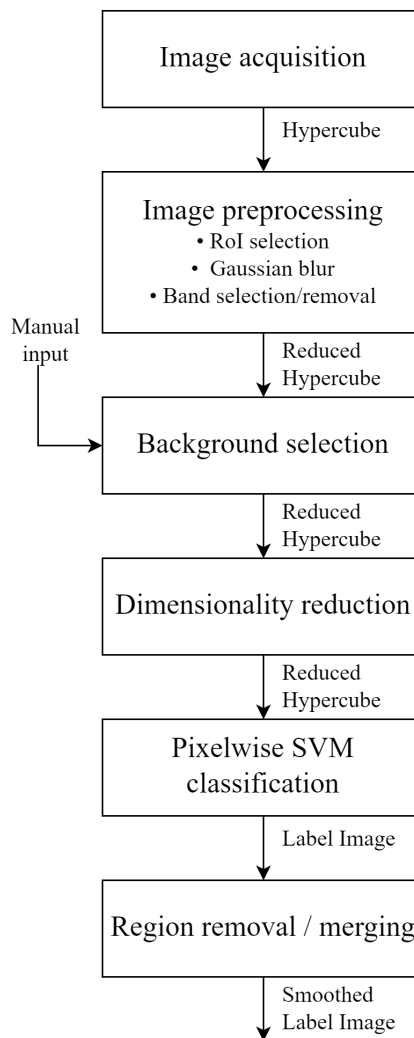 Image acquisition
Hypercube
Image preprocessing
• RoI selection
• Gaussian blur
• Band selection/removal
Manual
input
Reduced
Hypercube
Background selection
Reduced
Hypercube
Dimensionality reduction
Reduced
Hypercube
Pixelwise SVM
classification
Label Image
Region removal / merging
Smoothed
Label Image